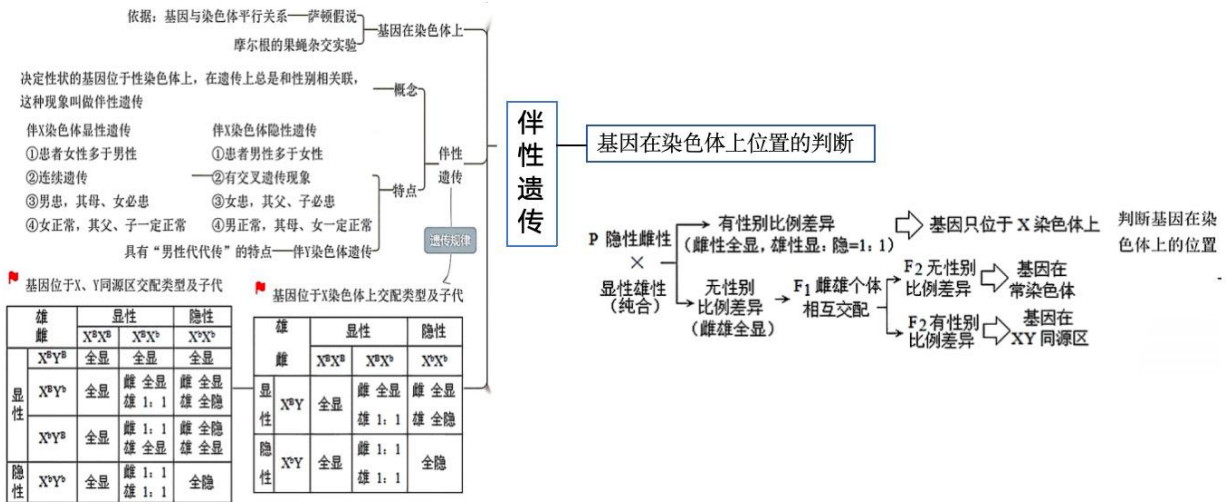 依据：基因与染色体平行关系—萨顿假说
摩尔根的果蝇杂交实验
基因在染色体上
决定性状的基因位于性染色体上，在遗传上总是和性别相关联，
这种现象叫做伴性遗传
概念
伴X染色体显性遗传
①患者女性多于男性
②连续遗传
③男患，其母、女必患
④女正常，其父、子一定正常
伴X染色体隐性遗传
①患者男性多于女性
②有交叉遗传现象
③女患，其父、子必患
④男正常，其母、女一定正常
具有“男性代代传”的特点—伴Y染色体遗传
特点
伴性
遗传
遗传规律
基因位于X、Y同源区交配类型及子代
雄 显性 隐性
雌 XᴮXᴮ XᴮXᵇ XᵇXᵇ
显性 XᴮYᴮ 全显 全显 全显
XᴮYᵇ 全显 雌 全显 雄 1：1 雌 全显 雄 全隐
XᵇYᴮ 全显 雌 1：1 雄 全显 雌 全隐 雄 全显
隐性 XᵇYᵇ 全显 雌 1：1 雄 1：1 全隐
基因位于X染色体上交配类型及子代
雄 显性 隐性
雌 XᴮXᴮ XᴮXᵇ XᵇXᵇ
显性 XᴮY 全显 雌 全显 雄 1：1 雌 全显 雄 全隐
隐性 XᵇY 全显 雌 1：1 雄 1：1 全隐
伴性遗传
基因在染色体上位置的判断
P 隐性雌性
×
显性雄性
(纯合)
有性别比例差异
(雌性全显，雄性显：隐=1：1)
基因只位于 X 染色体上
无性别
比例差异
(雌雄全显)
F₁ 雌雄个体
相互交配
F₂ 无性别
比例差异
基因在
常染色体
F₂ 有性别
比例差异
基因在
XY 同源区
判断基因在染
色体上的位置